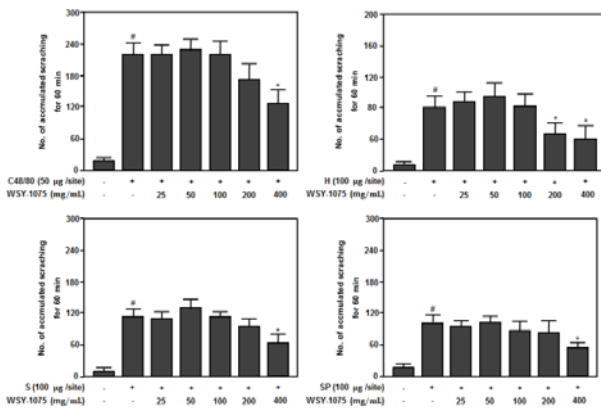 No. of accmulated scraching
for 60 min
300
240
180
120
60
0
#
*
C48/80 (50 μg /site) - + + + + + +
WSY-1075 (mg/mL) - - 25 50 100 200 400
No. of accmulated scraching
for 60 min
200
160
120
80
60
0
#
* *
H (100 μg /site) - + + + + + +
WSY-1075 (mg/mL) - - 25 50 100 200 400
No. of accmulated scraching
for 60 min
300
240
180
120
60
0
#
*
S (100 μg /site) - + + + + + +
WSY-1075 (mg/mL) - - 25 50 100 200 400
No. of accmulated scraching
for 60 min
300
240
180
120
60
0
#
*
SP (100 μg /site) - + + + + + +
WSY-1075 (mg/mL) - - 25 50 100 200 400